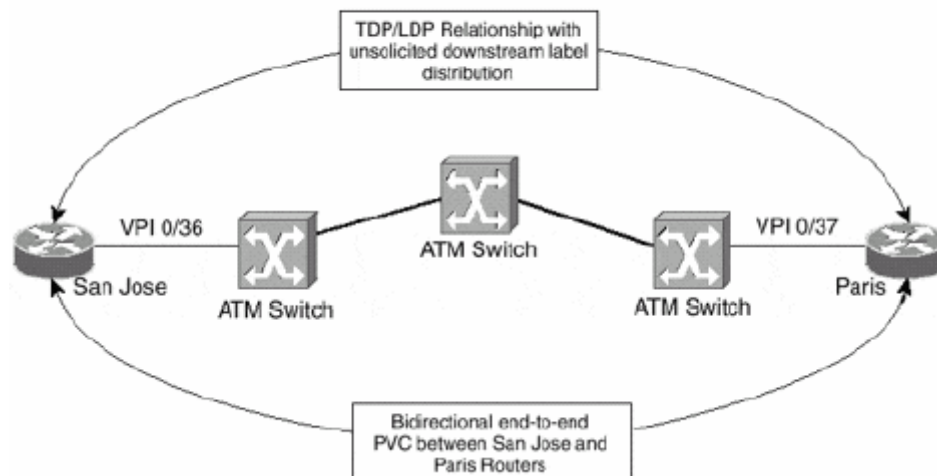 TDP/LDP Relationship with
unsolicited downstream label
distribution
VPI 0/36
VPI 0/37
ATM Switch
San Jose
Paris
ATM Switch
ATM Switch
Bidirectional end-to-end
PVC between San Jose and
Paris Routers